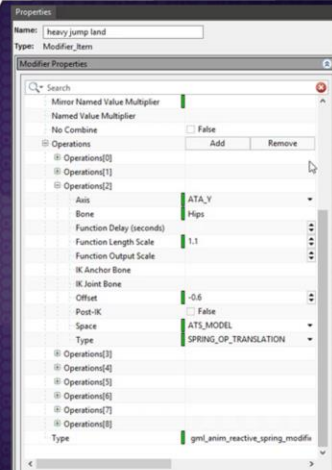 Properties
Name: heavy jump land
Type: Modifier_Item
Modifier Properties
Search
Mirror Named Value Multiplier
Named Value Multiplier
No Combine False
Operations Add Remove
Operations[0]
Operations[1]
Operations[2]
Axis ATA_Y
Bone Hips
Function Delay (seconds)
Function Length Scale 1.1
Function Output Scale
IK Anchor Bone
IK Joint Bone
Offset -0.6
Post-IK False
Space ATS_MODEL
Type SPRING_OP_TRANSLATION
Operations[3]
Operations[4]
Operations[5]
Operations[6]
Operations[7]
Operations[8]
Type gml_anim_reactive_spring_modifie